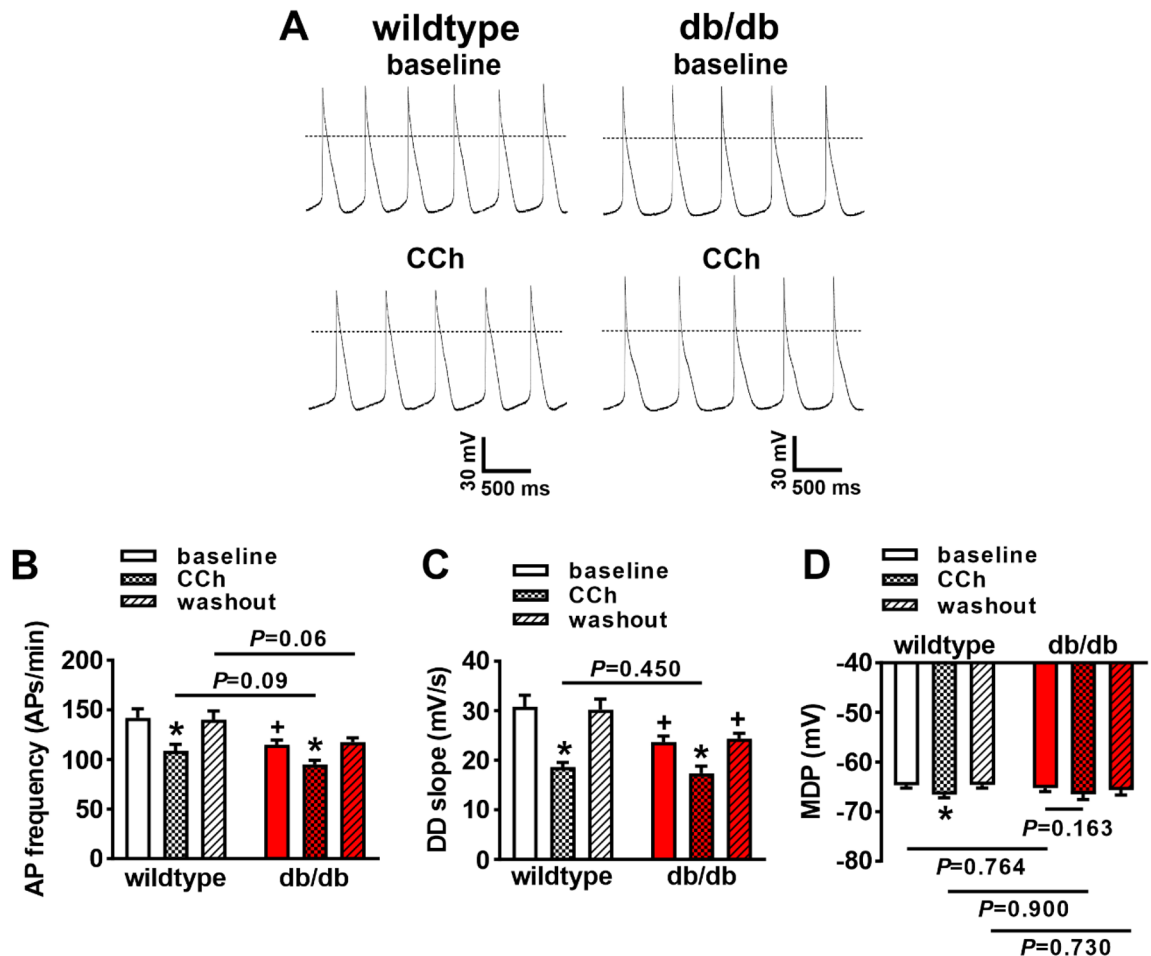 A
wildtype
db/db
baseline
baseline
CCh
CCh
30 mV
500 ms
30 mV
500 ms
B
baseline
CCh
washout
AP frequency (APs/min)
200
150
100
50
0
P=0.06
P=0.09
*
+
*
wildtype
db/db
C
baseline
CCh
washout
DD slope (mV/s)
40
30
20
10
0
P=0.450
*
+
*
+
wildtype
db/db
D
baseline
CCh
washout
wildtype
db/db
MDP (mV)
-40
-50
-60
-70
-80
*
P=0.163
P=0.764
P=0.900
P=0.730